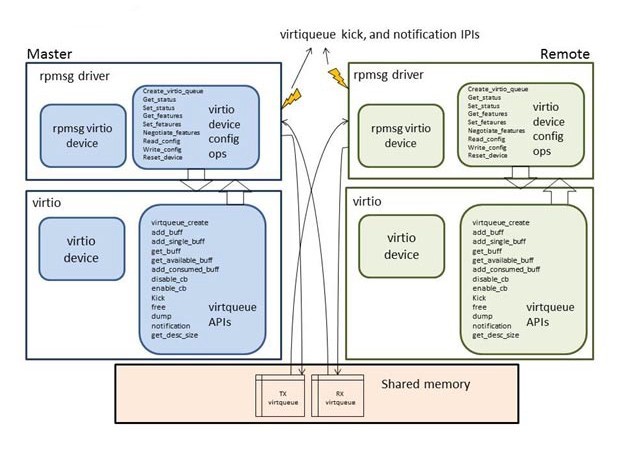 virtiqueue kick, and notification IPIs
Master
rpmsg driver
rpmsg virtio
device
Create_virtio_queue
Get_status
Set_status
Get_features
Set_fetaures
Negotiate_features
Read_config
Write_config
Reset_device
virtio
device
config
ops
virtio
virtio
device
virtqueue_create
add_buff
add_single_buff
get_buff
get_available_buff
add_consumed_buff
disable_cb
enable_cb
Kick
free
dump
notification
get_desc_size
virtqueue
APIs
Remote
rpmsg driver
rpmsg virtio
device
Create_virtio_queue
Get_status
Set_status
Get_features
Set_fetaures
Negotiate_features
Read_config
Write_config
Reset_device
virtio
device
config
ops
virtio
virtio
device
virtqueue_create
add_buff
add_single_buff
get_buff
get_available_buff
add_consumed_buff
disable_cb
enable_cb
Kick
free
dump
notification
get_desc_size
virtqueue
APIs
TX
virtqueue
RX
virtqueue
Shared memory